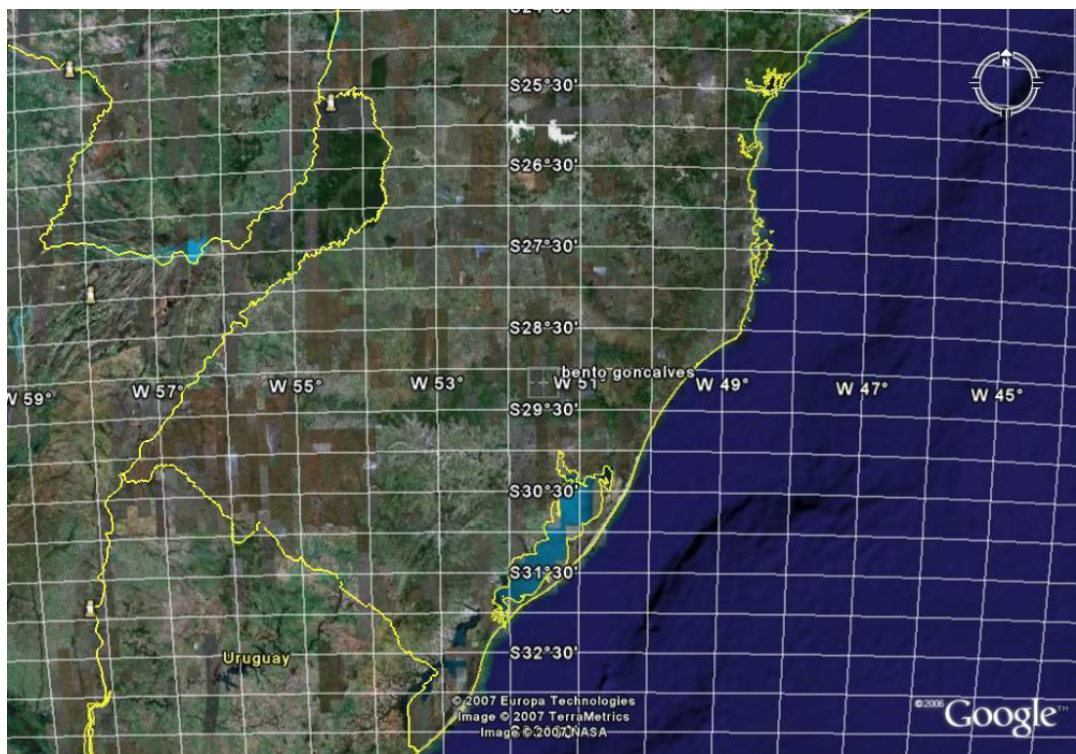 N
S25°30'
S26°30'
S27°30'
S28°30'
bento goncalves
W 59°
W 57°
W 55°
W 53°
W 51°
W 49°
W 47°
W 45°
S29°30'
S30°30'
S31°30'
S32°30'
Uruguay
© 2007 Europa Technologies
Image © 2007 TerraMetrics
Image © 2007 NASA
©2006 Google™